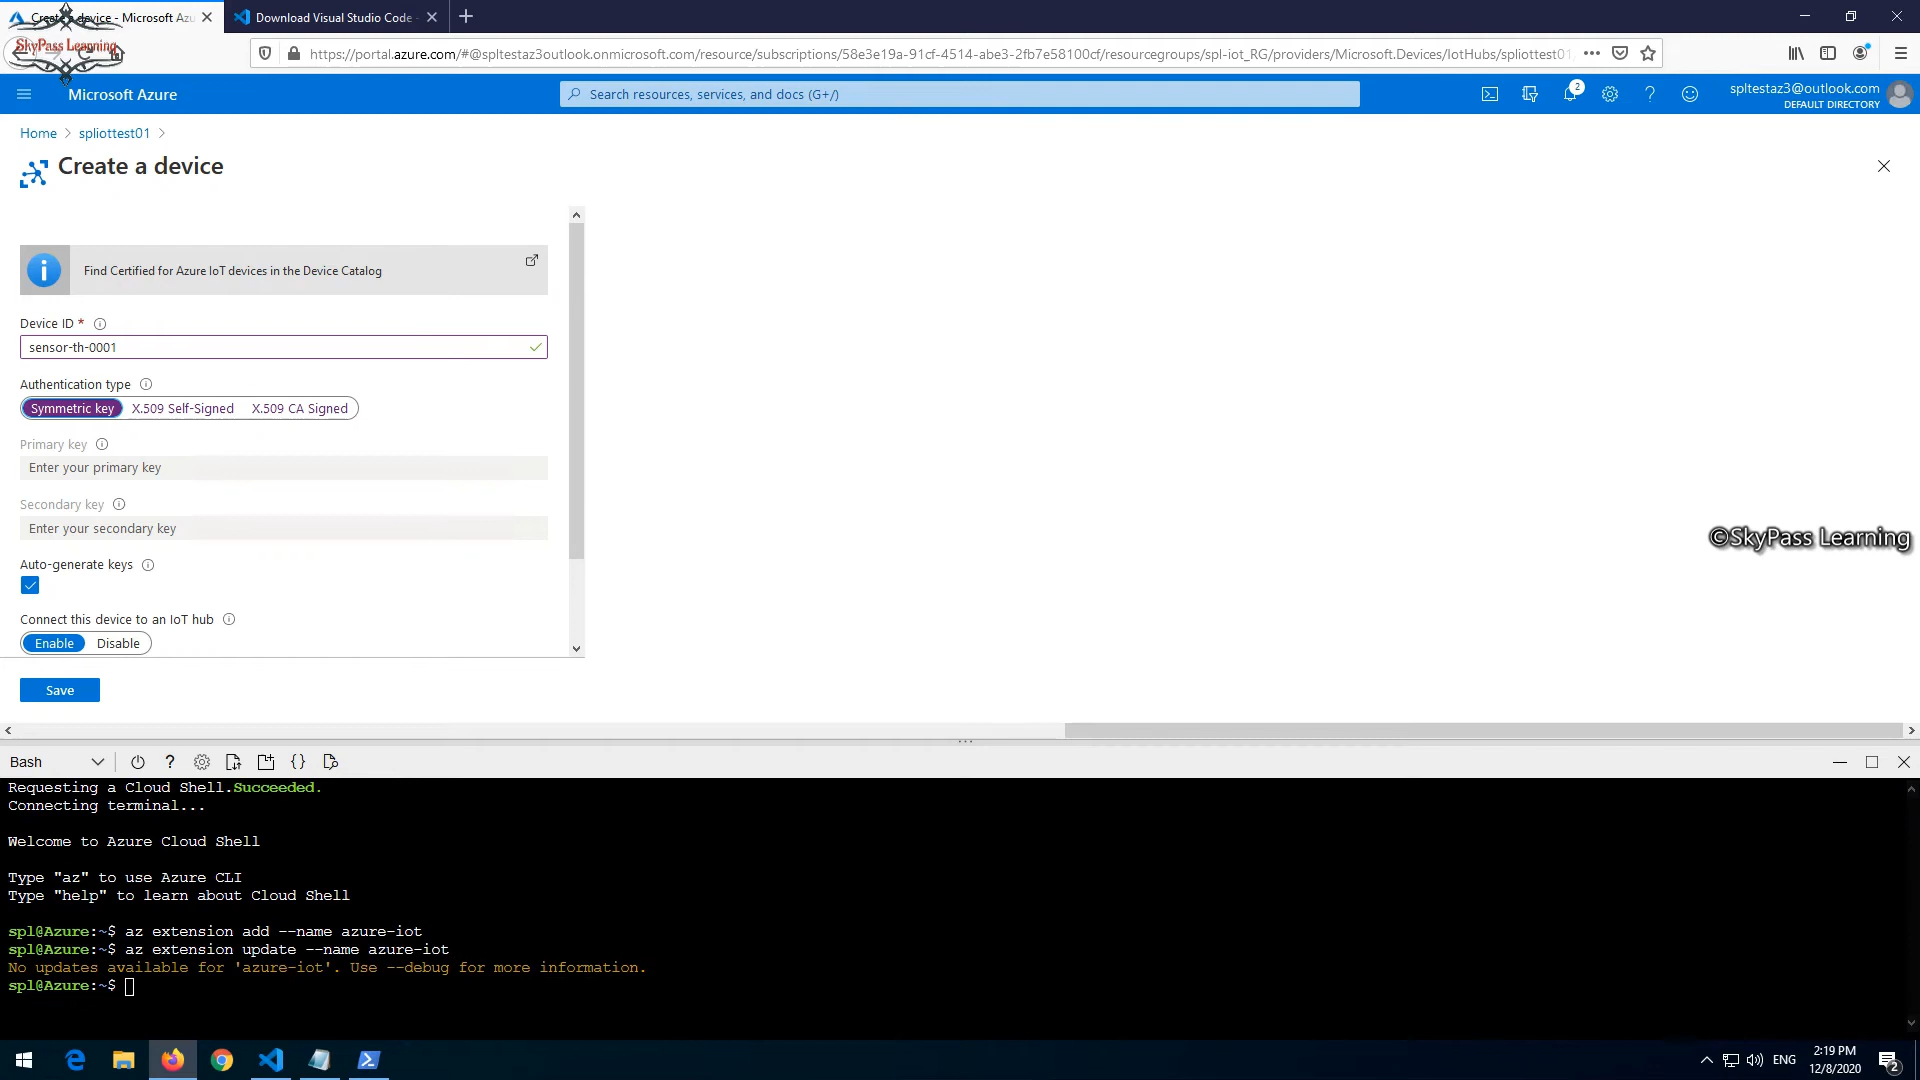 Create a device - Microsoft Azu
Download Visual Studio Code -
SkyPass Learning
https://portal.azure.com/#@spltestaz3outlook.onmicrosoft.com/resource/subscriptions/58e3e19a-91cf-4514-abe3-2fb7e58100cf/resourcegroups/spl-iot_RG/providers/Microsoft.Devices/IotHubs/spliottest01
Microsoft Azure
Search resources, services, and docs (G+/)
2
spltestaz3@outlook.com
DEFAULT DIRECTORY
Home > spliottest01 >
Create a device
Find Certified for Azure IoT devices in the Device Catalog
Device ID *
sensor-th-0001
Authentication type
Symmetric key X.509 Self-Signed X.509 CA Signed
Primary key
Enter your primary key
Secondary key
Enter your secondary key
©SkyPass Learning
Auto-generate keys
Connect this device to an IoT hub
Enable Disable
Save
Bash
Requesting a Cloud Shell.Succeeded.
Connecting terminal...
Welcome to Azure Cloud Shell
Type "az" to use Azure CLI
Type "help" to learn about Cloud Shell
spl@Azure:~$ az extension add --name azure-iot
spl@Azure:~$ az extension update --name azure-iot
No updates available for 'azure-iot'. Use --debug for more information.
spl@Azure:~$
ENG
2:19 PM
12/8/2020
2